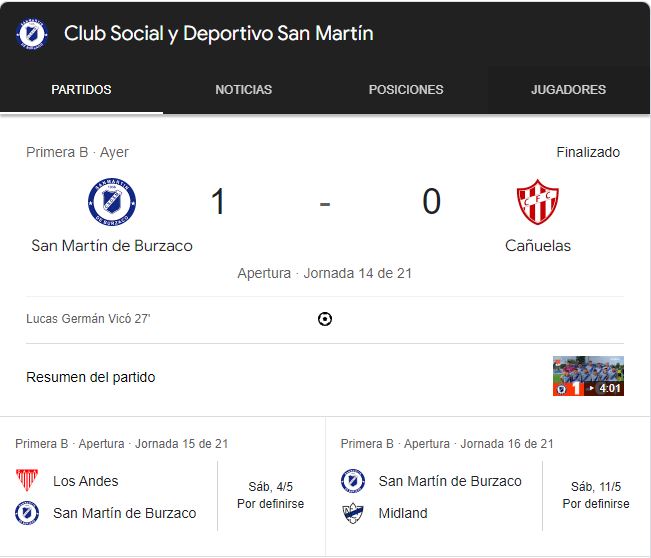 Club Social y Deportivo San Martín
PARTIDOS NOTICIAS POSICIONES JUGADORES
Primera B · Ayer Finalizado
1 - 0
San Martín de Burzaco Cañuelas
Apertura · Jornada 14 de 21
Lucas Germán Vicó 27'
Resumen del partido
1 4:01
Primera B · Apertura · Jornada 15 de 21
Los Andes
San Martín de Burzaco
Sáb, 4/5
Por definirse
Primera B · Apertura · Jornada 16 de 21
San Martín de Burzaco
Midland
Sáb, 11/5
Por definirse